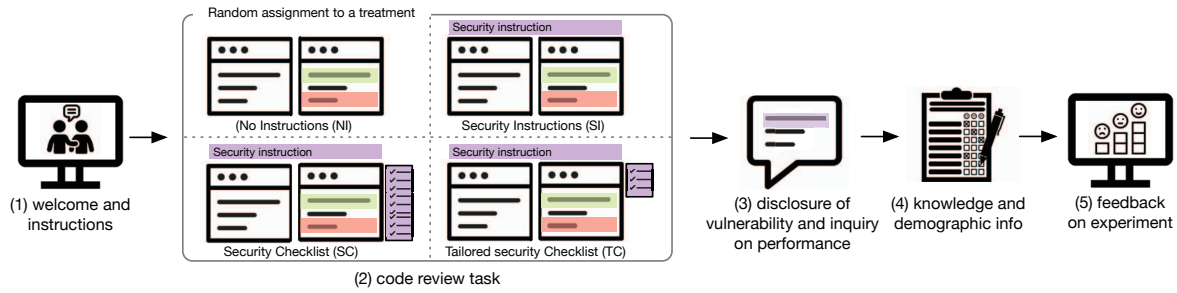 Random assignment to a treatment
Security instruction
(No Instructions (NI)
Security Instructions (SI)
Security instruction
Security instruction
Security Checklist (SC)
Tailored security Checklist (TC)
(1) welcome and
instructions
(2) code review task
(3) disclosure of
vulnerability and inquiry
on performance
(4) knowledge and
demographic info
(5) feedback
on experiment